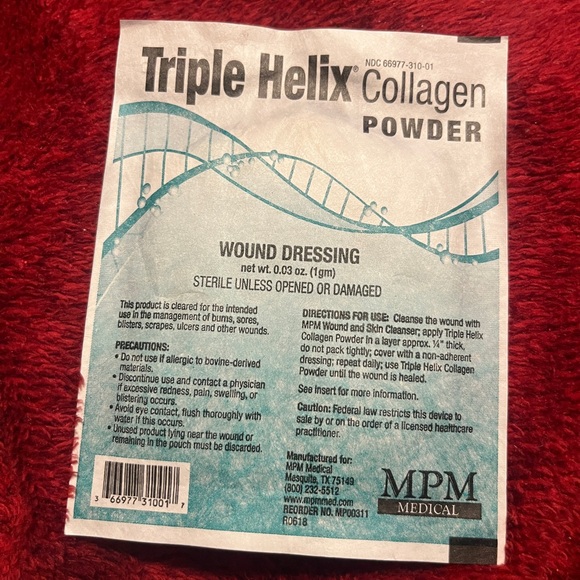 NDC 66977-310-01
Triple Helix® Collagen
POWDER
WOUND DRESSING
net wt. 0.03 oz. (1gm)
STERILE UNLESS OPENED OR DAMAGED
This product is cleared for the intended
use in the management of burns, sores,
blisters, scrapes, ulcers and other wounds.
PRECAUTIONS:
• Do not use if allergic to bovine-derived
materials.
• Discontinue use and contact a physician
if excessive redness, pain, swelling, or
blistering occurs.
• Avoid eye contact, flush thoroughly with
water if this occurs.
• Unused product lying near the wound or
remaining in the pouch must be discarded.
3 66977 31001 7
DIRECTIONS FOR USE: Cleanse the wound with
MPM Wound and Skin Cleanser; apply Triple Helix
Collagen Powder in a layer approx. ¼" thick,
do not pack tightly; cover with a non-adherent
dressing; repeat daily; use Triple Helix Collagen
Powder until the wound is healed.
See insert for more information.
Caution: Federal law restricts this device to
sale by or on the order of a licensed healthcare
practitioner.
Manufactured for:
MPM Medical
Mesquite, TX 75149
(800) 232-5512
www.mpmmed.com
REORDER NO. MP00311
R0618
MPM
MEDICAL